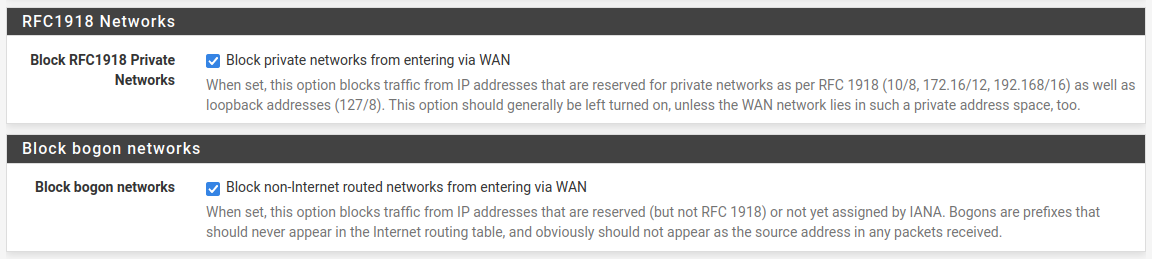 RFC1918 Networks
Block RFC1918 Private Networks
Block private networks from entering via WAN
When set, this option blocks traffic from IP addresses that are reserved for private networks as per RFC 1918 (10/8, 172.16/12, 192.168/16) as well as
loopback addresses (127/8). This option should generally be left turned on, unless the WAN network lies in such a private address space, too.
Block bogon networks
Block bogon networks
Block non-Internet routed networks from entering via WAN
When set, this option blocks traffic from IP addresses that are reserved (but not RFC 1918) or not yet assigned by IANA. Bogons are prefixes that
should never appear in the Internet routing table, and obviously should not appear as the source address in any packets received.